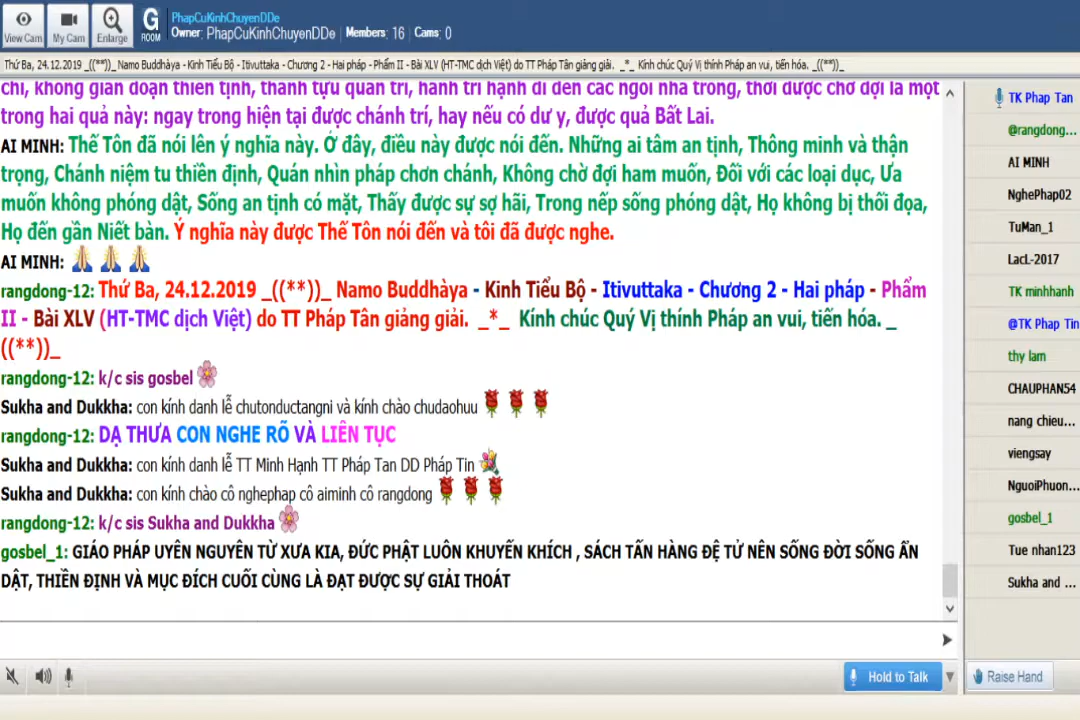 PhapCuKinhChuyenDDe
Owner: PhapCuKinhChuyenDDe Members: 16 Cams: 0
View Cam My Cam Enlarge G ROOM
Thứ Ba, 24.12.2019 _((**))_ Namo Buddhàya - Kinh Tiểu Bộ - Itivuttaka - Chương 2 - Hai pháp - Phẩm II - Bài XLV (HT-TMC dịch Việt) do TT Pháp Tân giảng giải. _*_ Kính chúc Quý Vị thính Pháp an vui, tiến hóa. _((**))_
chỉ, không gián đoạn thiền tịnh, thành tựu quán trí, hành trì hạnh đi đến các ngôi nhà trống, thời được chờ đợi là một
trong hai quả này: ngay trong hiện tại được chánh trí, hay nếu có dư y, được quả Bất Lai.
AI MINH: Thế Tôn đã nói lên ý nghĩa này. Ở đây, điều này được nói đến. Những ai tâm an tịnh, Thông minh và thận
trọng, Chánh niệm tu thiền định, Quán nhìn pháp chơn chánh, Không chờ đợi ham muốn, Đối với các loại dục, Ưa
muốn không phóng dật, Sống an tịnh có mặt, Thấy được sự sợ hãi, Trong nếp sống phóng dật, Họ không bị thối đọa,
Họ đến gần Niết bàn. Ý nghĩa này được Thế Tôn nói đến và tôi đã được nghe.
AI MINH:
rangdong-12: Thứ Ba, 24.12.2019 _((**))_ Namo Buddhàya - Kinh Tiểu Bộ - Itivuttaka - Chương 2 - Hai pháp - Phẩm
II - Bài XLV (HT-TMC dịch Việt) do TT Pháp Tân giảng giải. _*_ Kính chúc Quý Vị thính Pháp an vui, tiến hóa. _
((**))_
rangdong-12: k/c sis gosbel
Sukha and Dukkha: con kính danh lễ chutonductangni và kính chào chudaohuu
rangdong-12: DẠ THƯA CON NGHE RÕ VÀ LIÊN TỤC
Sukha and Dukkha: con kính danh lễ TT Minh Hạnh TT Pháp Tan DD Pháp Tin
Sukha and Dukkha: con kính chào cô nghephap cô aiminh cô rangdong
rangdong-12: k/c sis Sukha and Dukkha
gosbel_1: GIÁO PHÁP UYÊN NGUYÊN TỪ XƯA KIA, ĐỨC PHẬT LUÔN KHUYẾN KHÍCH , SÁCH TẤN HÀNG ĐỆ TỬ NÊN SỐNG ĐỜI SỐNG ẨN
DẬT, THIỀN ĐỊNH VÀ MỤC ĐÍCH CUỐI CÙNG LÀ ĐẠT ĐƯỢC SỰ GIẢI THOÁT
TK Phap Tan
@rangdong...
AI MINH
NghePhap02
TuMan_1
LacL-2017
TK minhhanh
@TK Phap Tin
thy lam
CHAUPHAN54
nang chieu...
viengsay
NguoiPhuon...
gosbel_1
Tue nhan123
Sukha and ...
Hold to Talk
Raise Hand